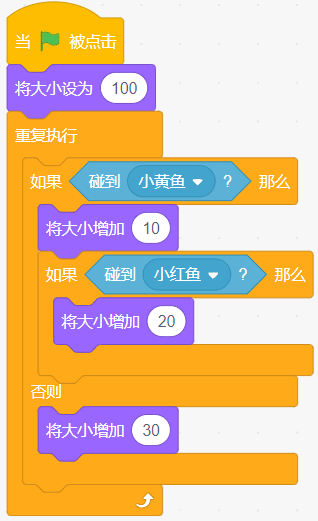 当 被点击
将大小设为 100
重复执行
如果 碰到 小黄鱼 ? 那么
将大小增加 10
如果 碰到 小红鱼 ? 那么
将大小增加 20
否则
将大小增加 30